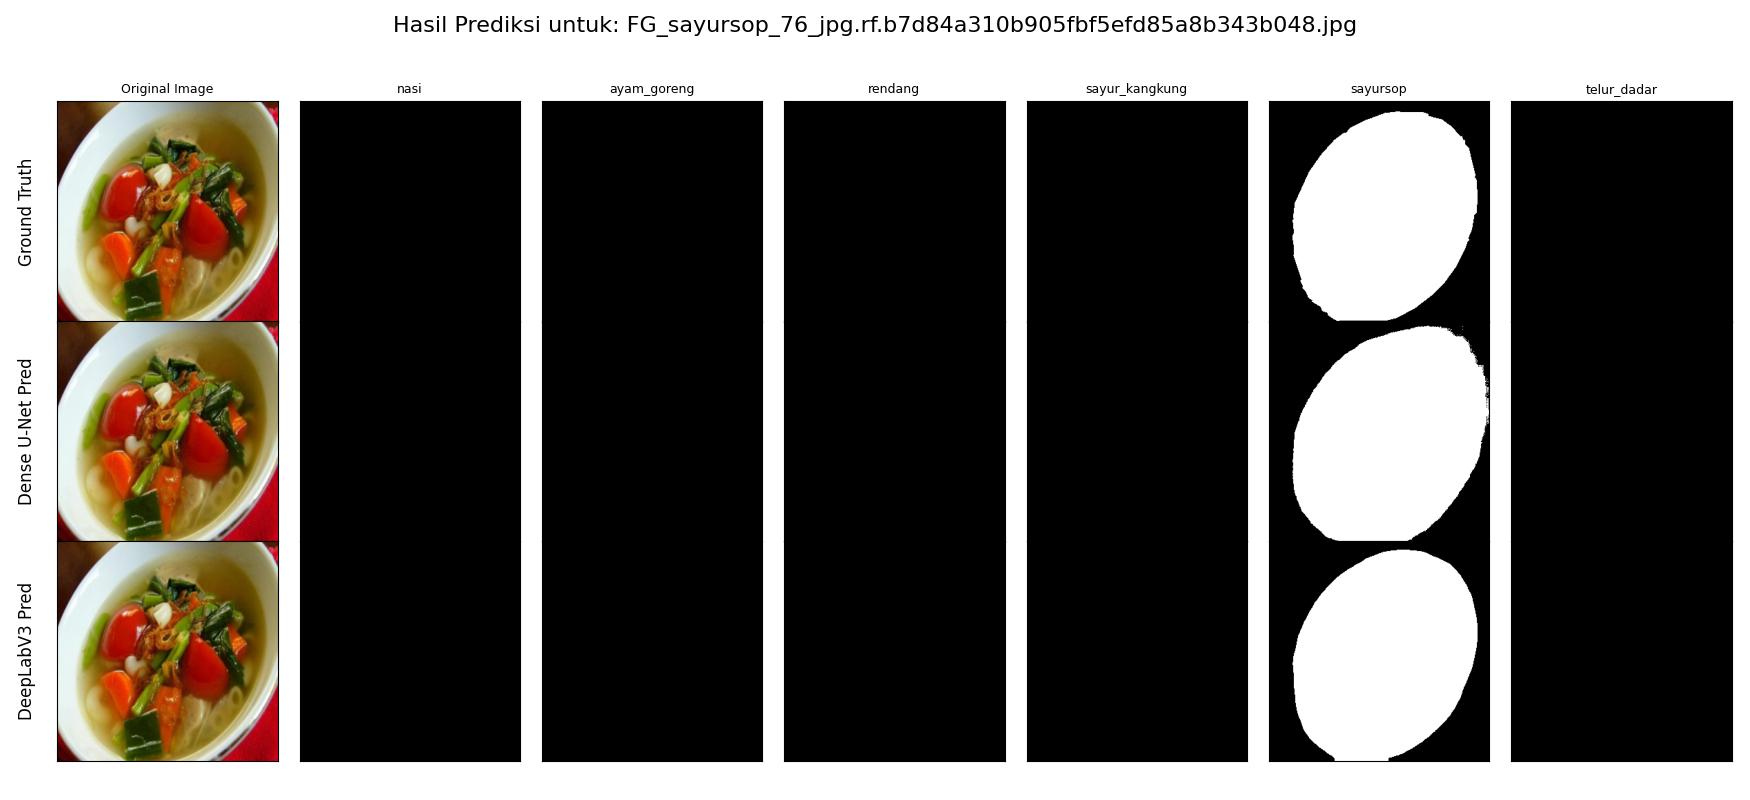 Hasil Prediksi untuk: FG_sayursop_76_jpg.rf.b7d84a310b905fbf5efd85a8b343b048.jpg
Original Image
nasi
ayam_goreng
rendang
sayur_kangkung
sayursop
telur_dadar
Ground Truth
Dense U-Net Pred
DeepLabV3 Pred